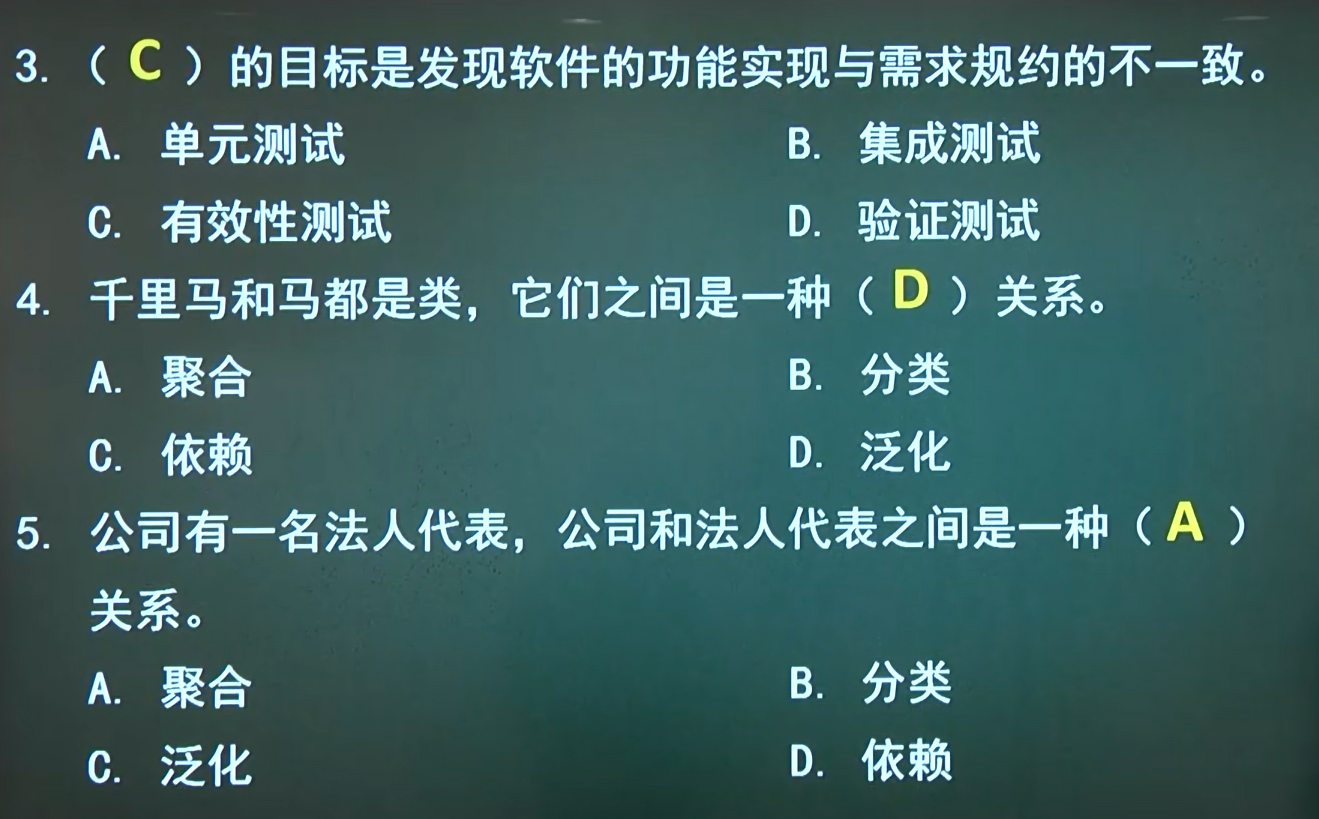 3. （ C ）的目标是发现软件的功能实现与需求规约的不一致。
A. 单元测试 B. 集成测试
C. 有效性测试 D. 验证测试
4. 千里马和马都是类，它们之间是一种（ D ）关系。
A. 聚合 B. 分类
C. 依赖 D. 泛化
5. 公司有一名法人代表，公司和法人代表之间是一种（ A ）
关系。
A. 聚合 B. 分类
C. 泛化 D. 依赖